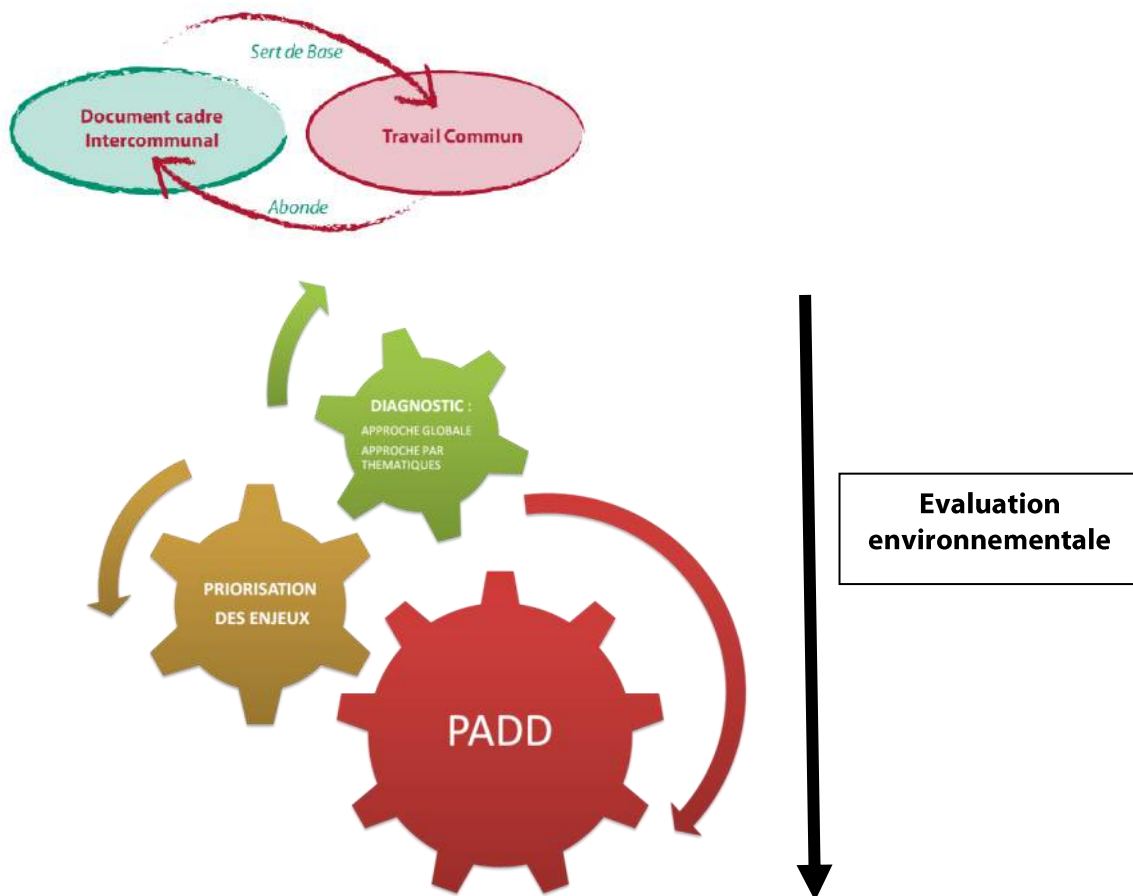 Sert de Base
Document cadre
Intercommunal
Travail Commun
Abonde
DIAGNOSTIC :
APPROCHE GLOBALE
APPROCHE PAR
THEMATIQUES
PRIORISATION
DES ENJEUX
PADD
Evaluation
environnementale